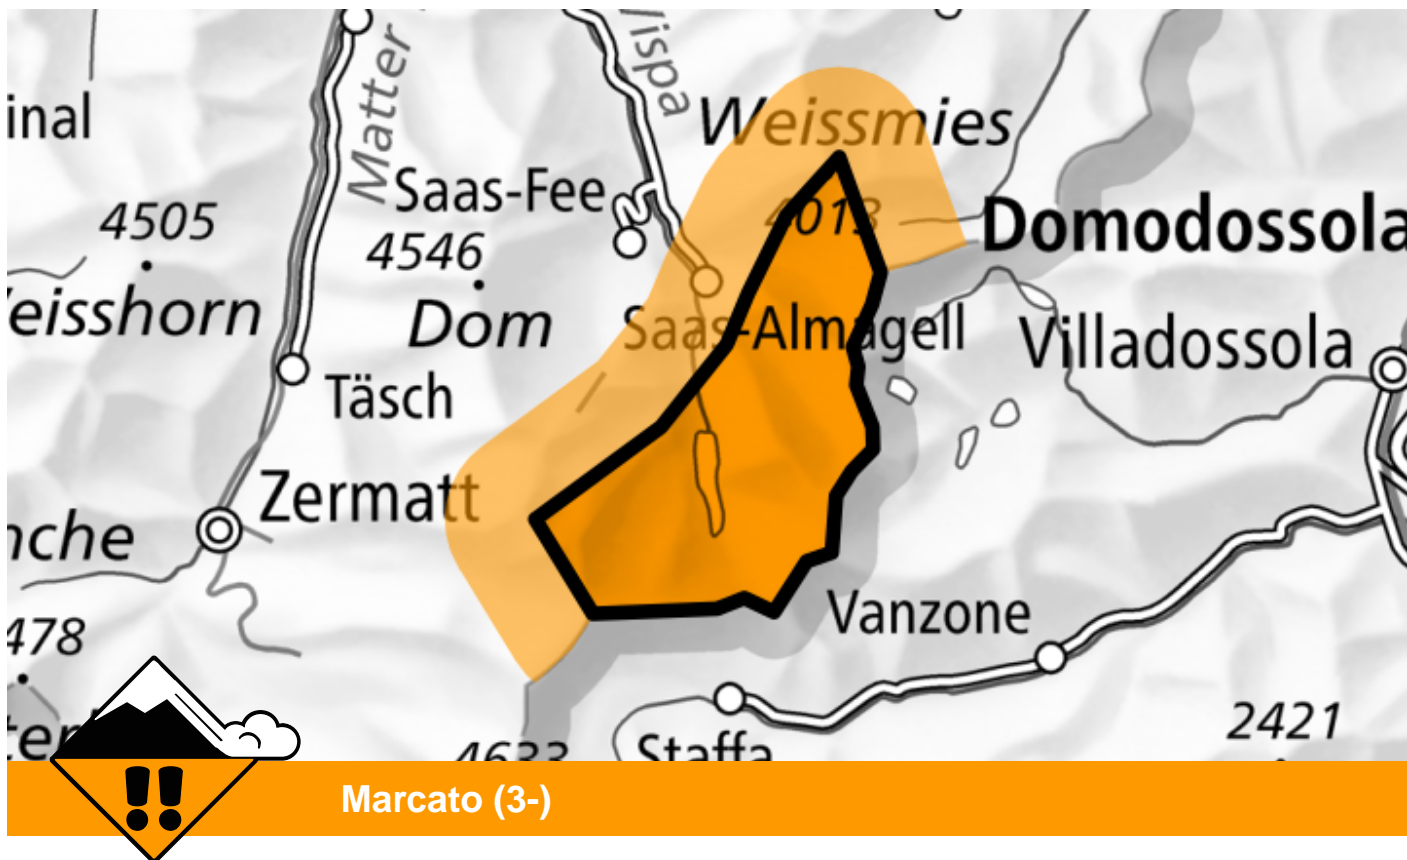 Matter
Vispa
inal
Weissmies
Saas-Fee
4505
4013
Domodossola
4546
eisshorn
Dom
Saas-Almagell
Villadossola
Täsch
Zermatt
nche
Vanzone
478
2421
4633
Staffa
Marcato (3-)